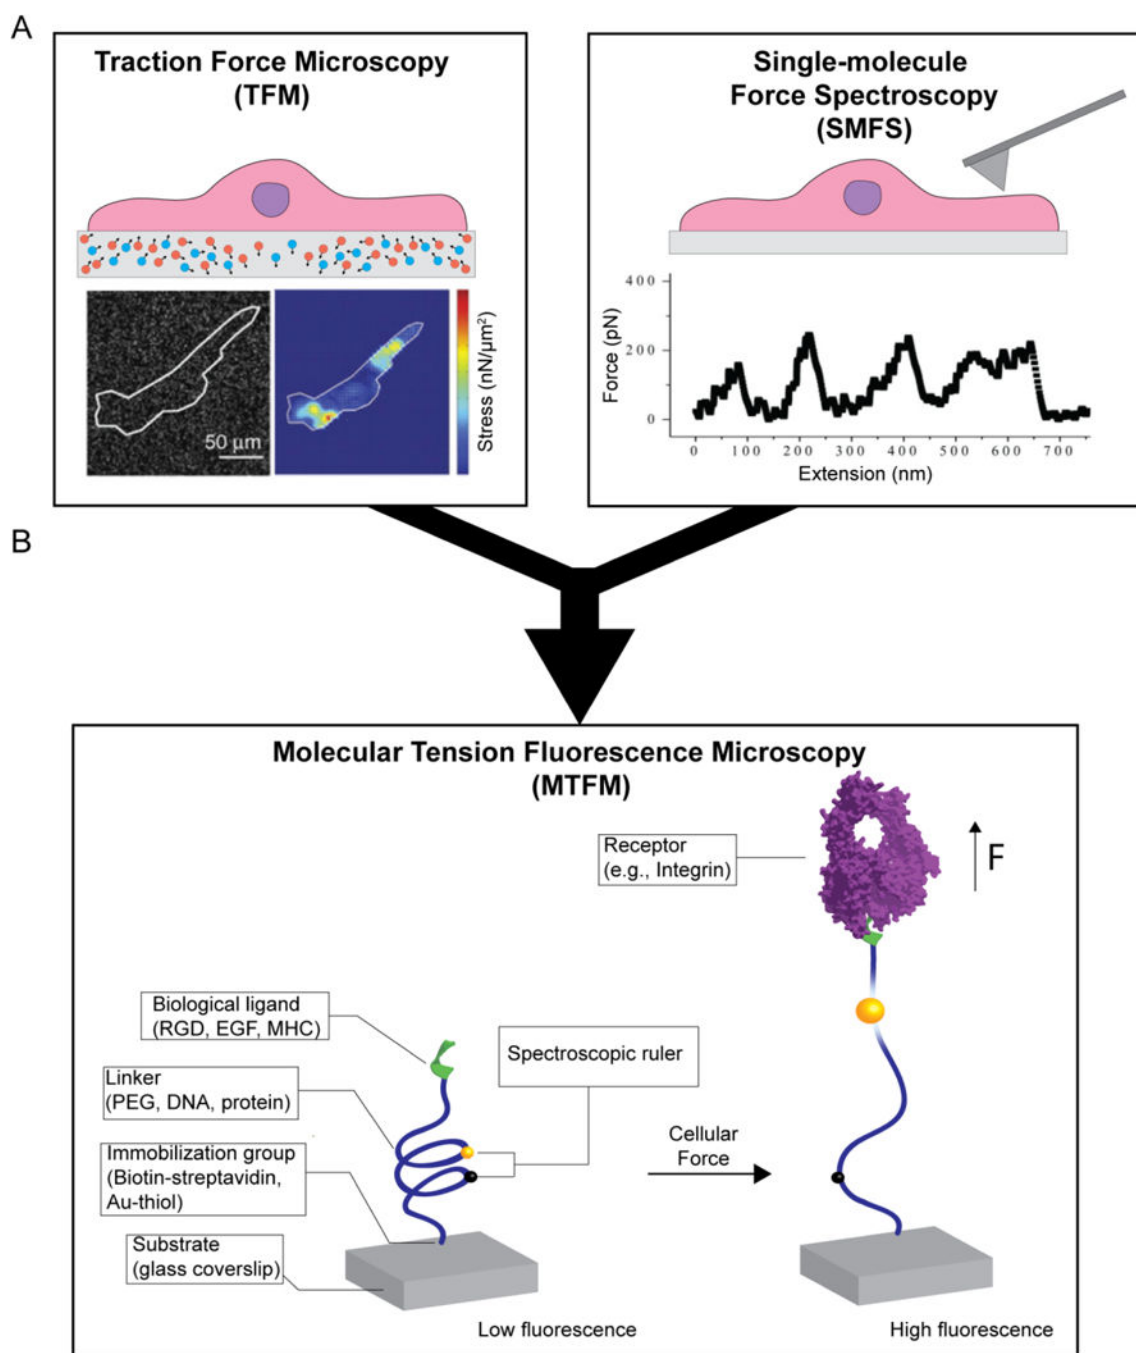 A
Traction Force Microscopy
(TFM)
50 µm
Stress (nN/µm²)
Single-molecule
Force Spectroscopy
(SMFS)
Force (pN)
400
200
0
0 100 200 300 400 500 600 700
Extension (nm)
B
Molecular Tension Fluorescence Microscopy
(MTFM)
Receptor
(e.g., Integrin)
F
Biological ligand
(RGD, EGF, MHC)
Spectroscopic ruler
Linker
(PEG, DNA, protein)
Cellular
Force
Immobilization group
(Biotin-streptavidin,
Au-thiol)
Substrate
(glass coverslip)
Low fluorescence
High fluorescence